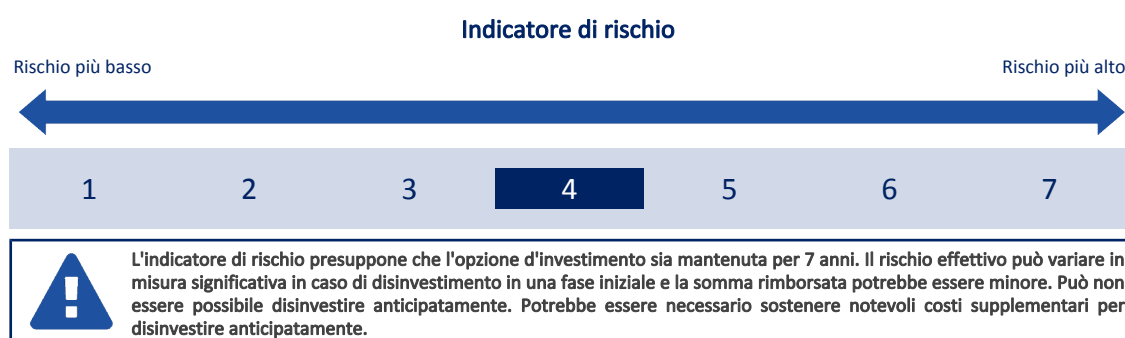 Indicatore di rischio
Rischio più basso
Rischio più alto
1 2 3 4 5 6 7
L'indicatore di rischio presuppone che l'opzione d'investimento sia mantenuta per 7 anni. Il rischio effettivo può variare in
misura significativa in caso di disinvestimento in una fase iniziale e la somma rimborsata potrebbe essere minore. Può non
essere possibile disinvestire anticipatamente. Potrebbe essere necessario sostenere notevoli costi supplementari per
disinvestire anticipatamente.